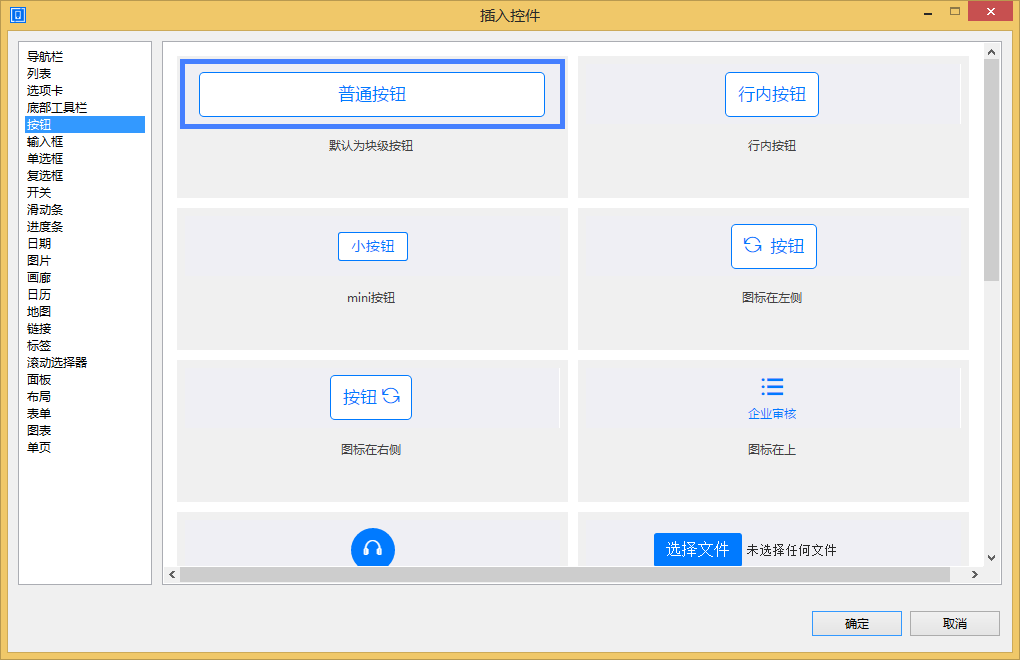 插入控件
导航栏
列表
选项卡
底部工具栏
按钮
输入框
单选框
复选框
开关
滑动条
进度条
日期
图片
画廊
日历
地图
链接
标签
滚动选择器
面板
布局
表单
图表
单页
普通按钮
默认为块级按钮
行内按钮
行内按钮
小按钮
mini按钮
按钮
图标在左侧
按钮
图标在右侧
企业审核
图标在上
选择文件 未选择任何文件
确定
取消